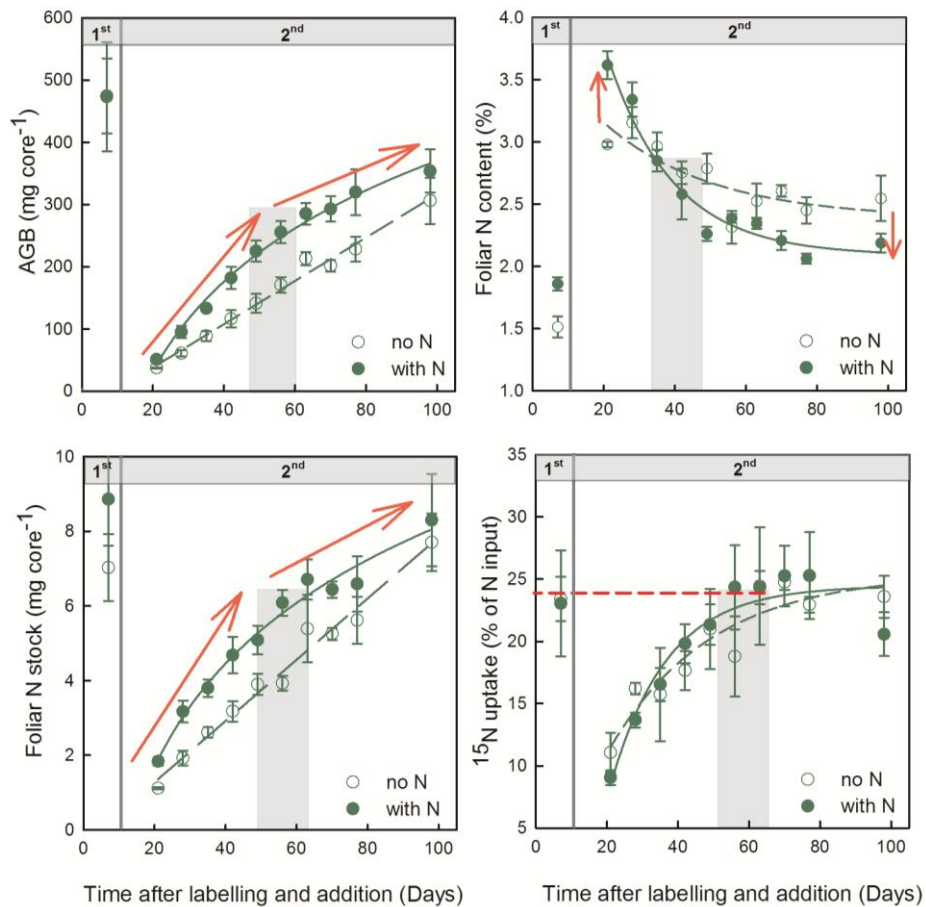 600
500
400
300
200
100
0
AGB (mg core-1)
1st
2nd
no N
with N
0 20 40 60 80 100
4.0
3.5
3.0
2.5
2.0
1.5
1.0
Foliar N content (%)
1st
2nd
no N
with N
0 20 40 60 80 100
10
8
6
4
2
0
Foliar N stock (mg core-1)
1st
2nd
no N
with N
0 20 40 60 80 100
Time after labelling and addition (Days)
35
30
25
20
15
10
5
15N uptake (% of N input)
1st
2nd
no N
with N
0 20 40 60 80 100
Time after labelling and addition (Days)